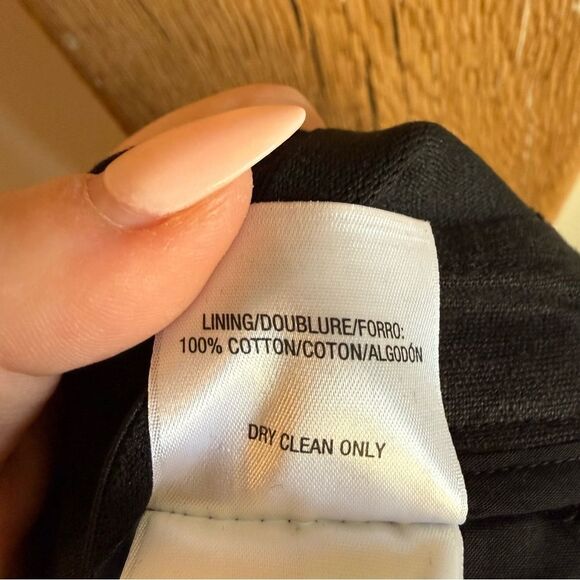 LINING/DOUBLURE/FORRO:
100% COTTON/COTON/ALGODÓN
DRY CLEAN ONLY